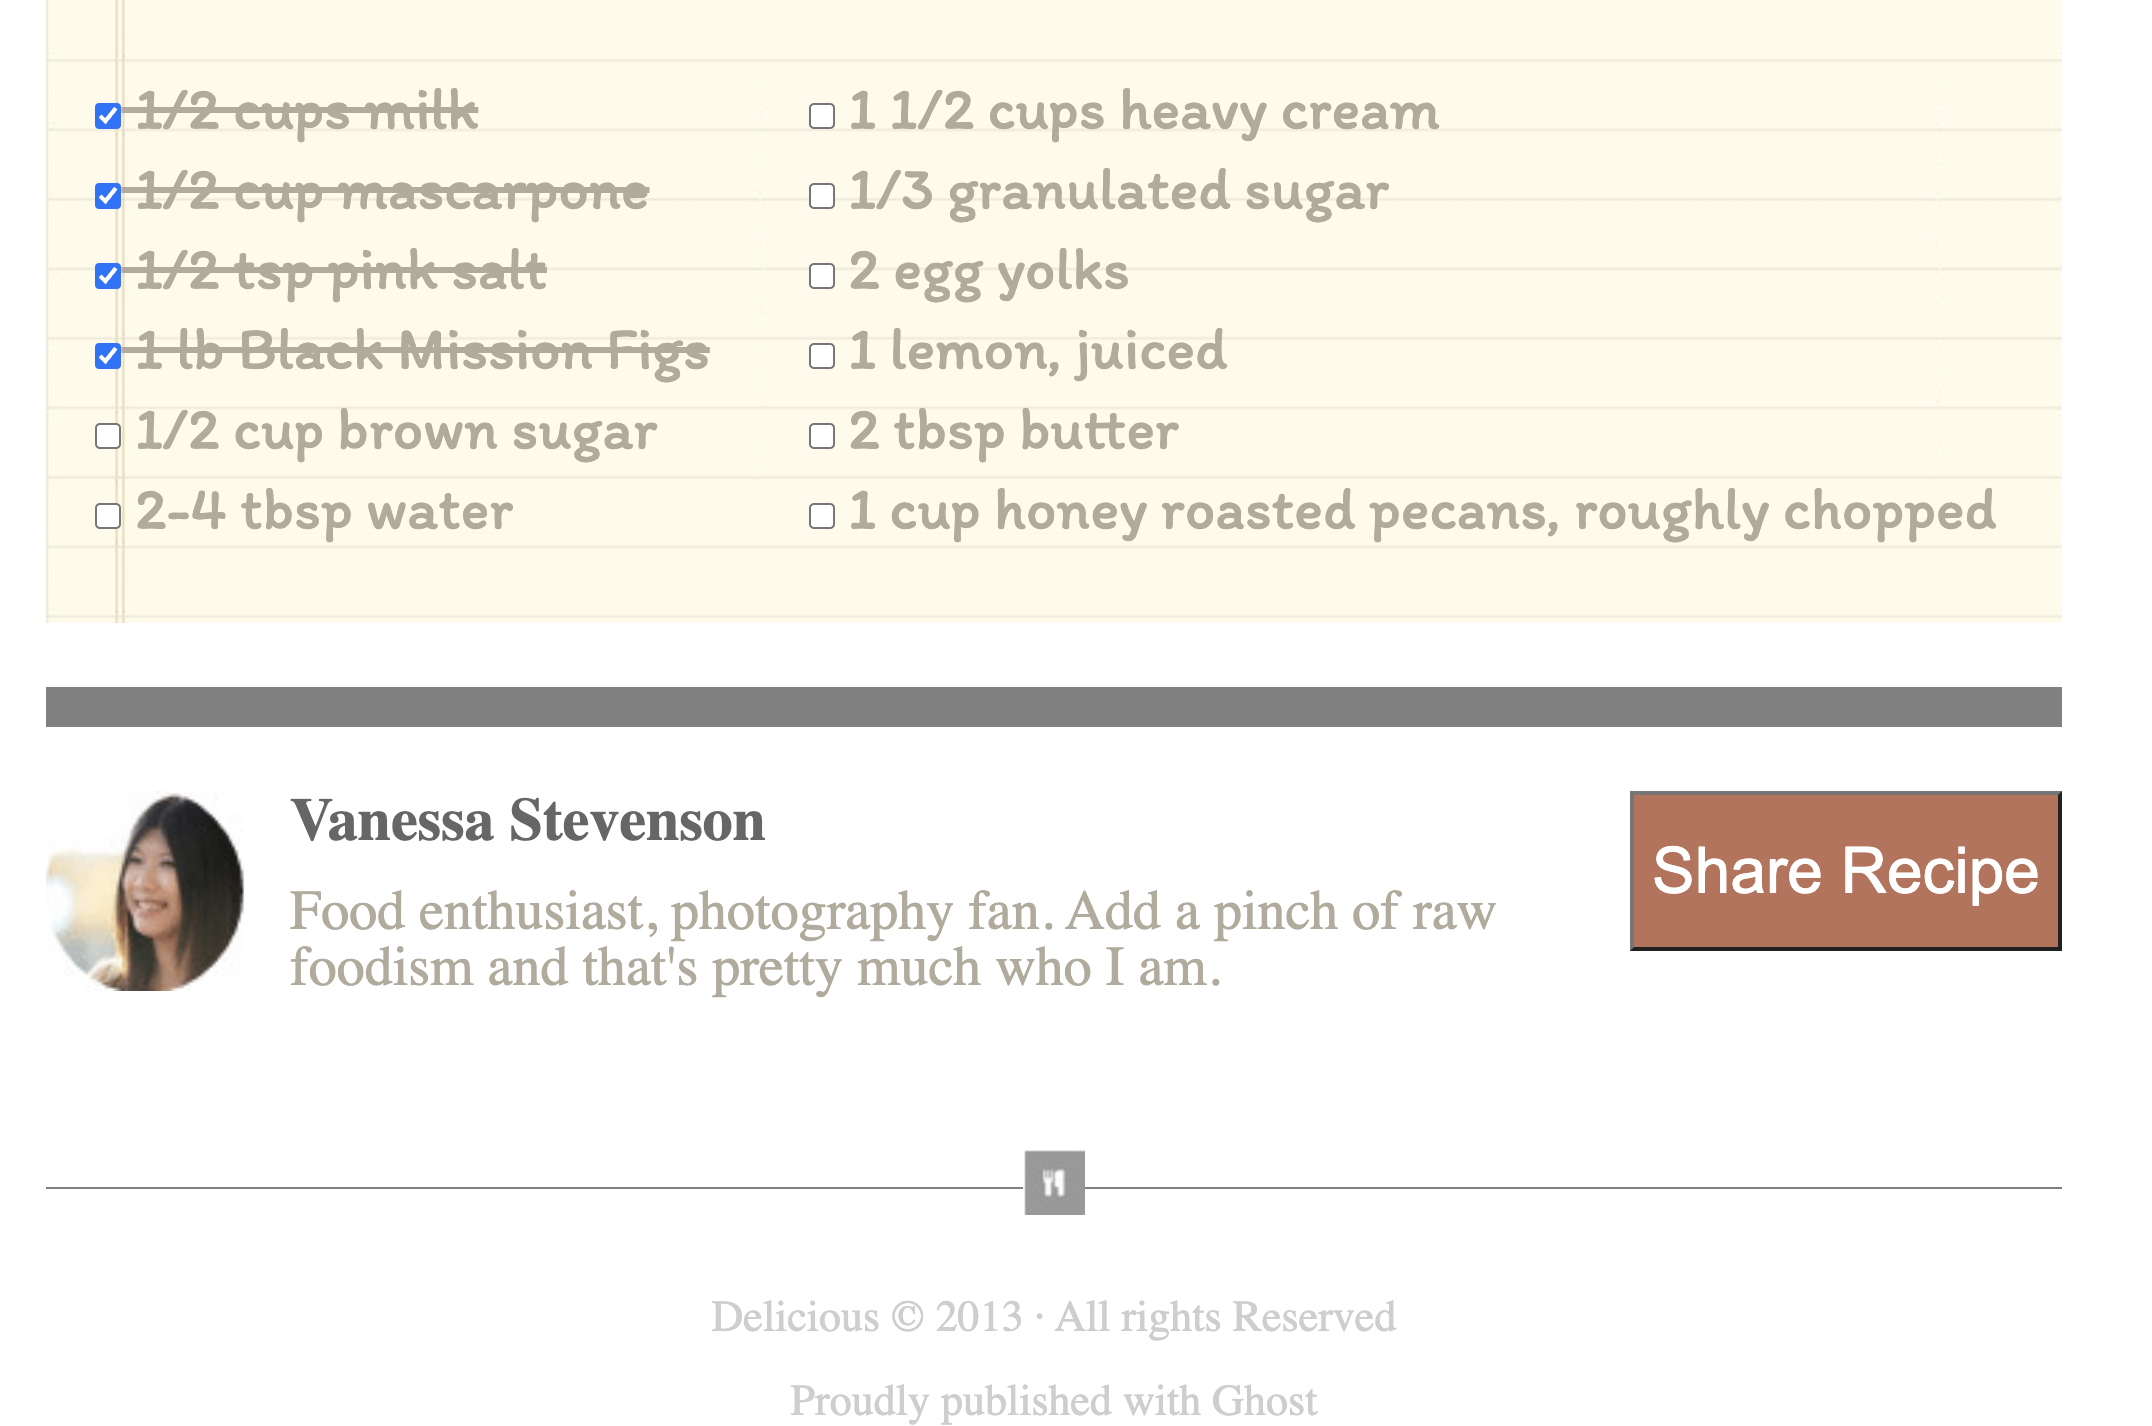 1/2 cups milk
1/2 cup mascarpone
1/2 tsp pink salt
1 lb Black Mission Figs
1/2 cup brown sugar
2-4 tbsp water
1 1/2 cups heavy cream
1/3 granulated sugar
2 egg yolks
1 lemon, juiced
2 tbsp butter
1 cup honey roasted pecans, roughly chopped
Vanessa Stevenson
Food enthusiast, photography fan. Add a pinch of raw
foodism and that's pretty much who I am.
Share Recipe
Delicious © 2013 · All rights Reserved
Proudly published with Ghost